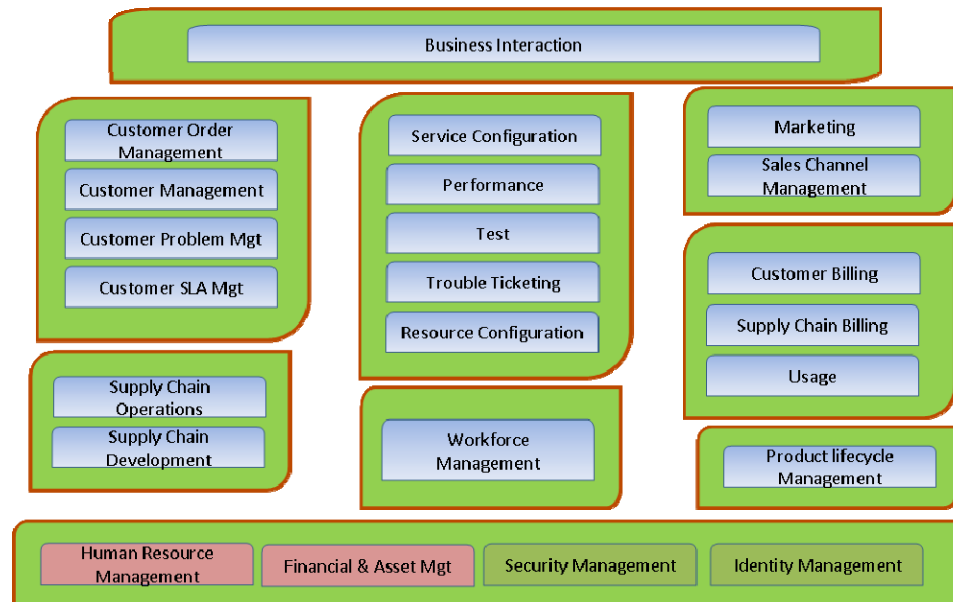 Business Interaction
Customer Order
Management
Customer Management
Customer Problem Mgt
Customer SLA Mgt
Service Configuration
Performance
Test
Trouble Ticketing
Resource Configuration
Marketing
Sales Channel
Management
Customer Billing
Supply Chain Billing
Usage
Supply Chain
Operations
Supply Chain
Development
Workforce
Management
Product lifecycle
Management
Human Resource
Management
Financial & Asset Mgt
Security Management
Identity Management